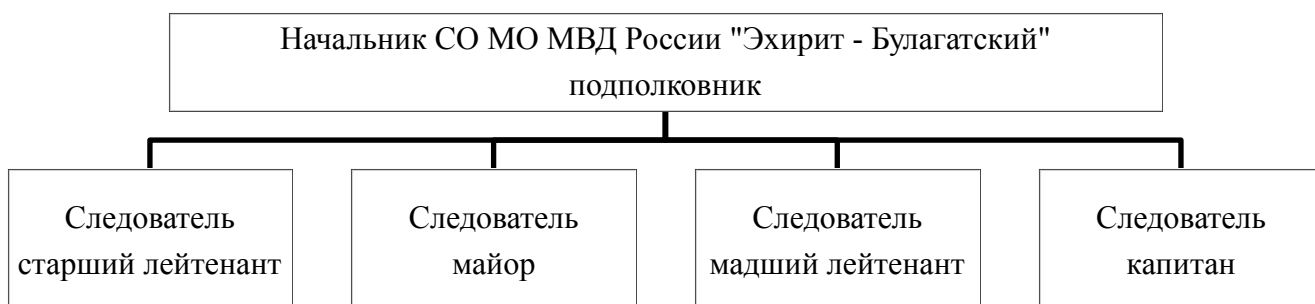 Начальник СО МО МВД России "Эхирит - Булагатский"
подполковник
Следователь
старший лейтенант
Следователь
майор
Следователь
мадший лейтенант
Следователь
капитан